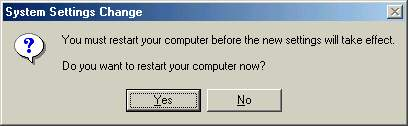 System Settings Change
You must restart your computer before the new settings will take effect.
Do you want to restart your computer now?
Yes
No